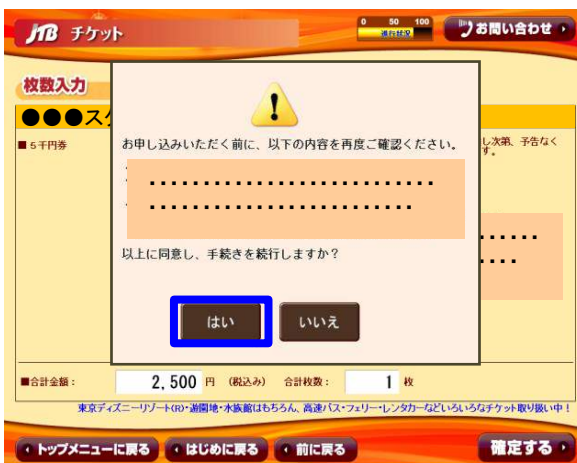 JTB チケット
0 50 100
進行状況
お問い合わせ
枚数入力
●●●ス
■5千円券
し次第、予告なく
す。
お申し込みいただく前に、以下の内容を再度ご確認ください。
以上に同意し、手続きを続行しますか？
はい
いいえ
■合計金額： 2,500 円 (税込み) 合計枚数： 1 枚
東京ディズニーリゾート(R)・遊園地・水族館はもちろん、高速バス・フェリー・レンタカーなどいろいろなチケット取り扱い中！
トップメニューに戻る
はじめに戻る
前に戻る
確定する